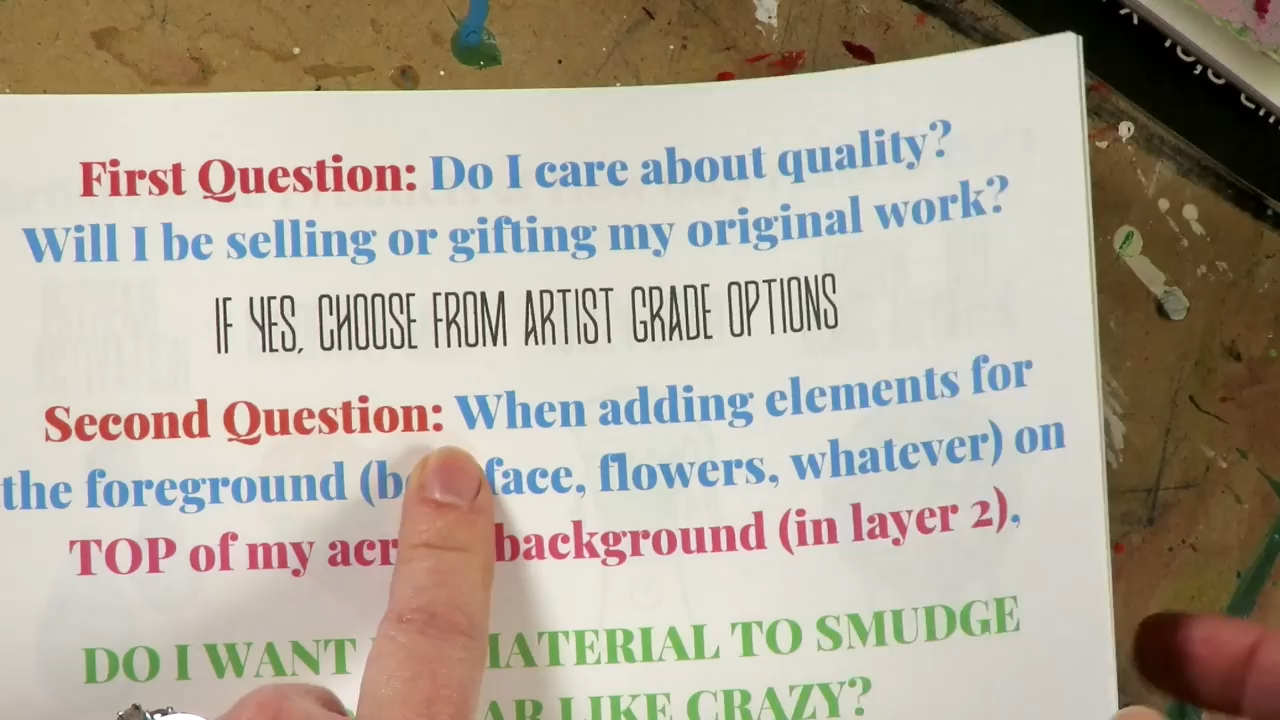 First Question: Do I care about quality?
Will I be selling or gifting my original work?
IF YES, CHOOSE FROM ARTIST GRADE OPTIONS
Second Question: When adding elements for
the foreground (face, flowers, whatever) on
TOP of my background (in layer 2),
DO I WANT MATERIAL TO SMUDGE
LIKE CRAZY?